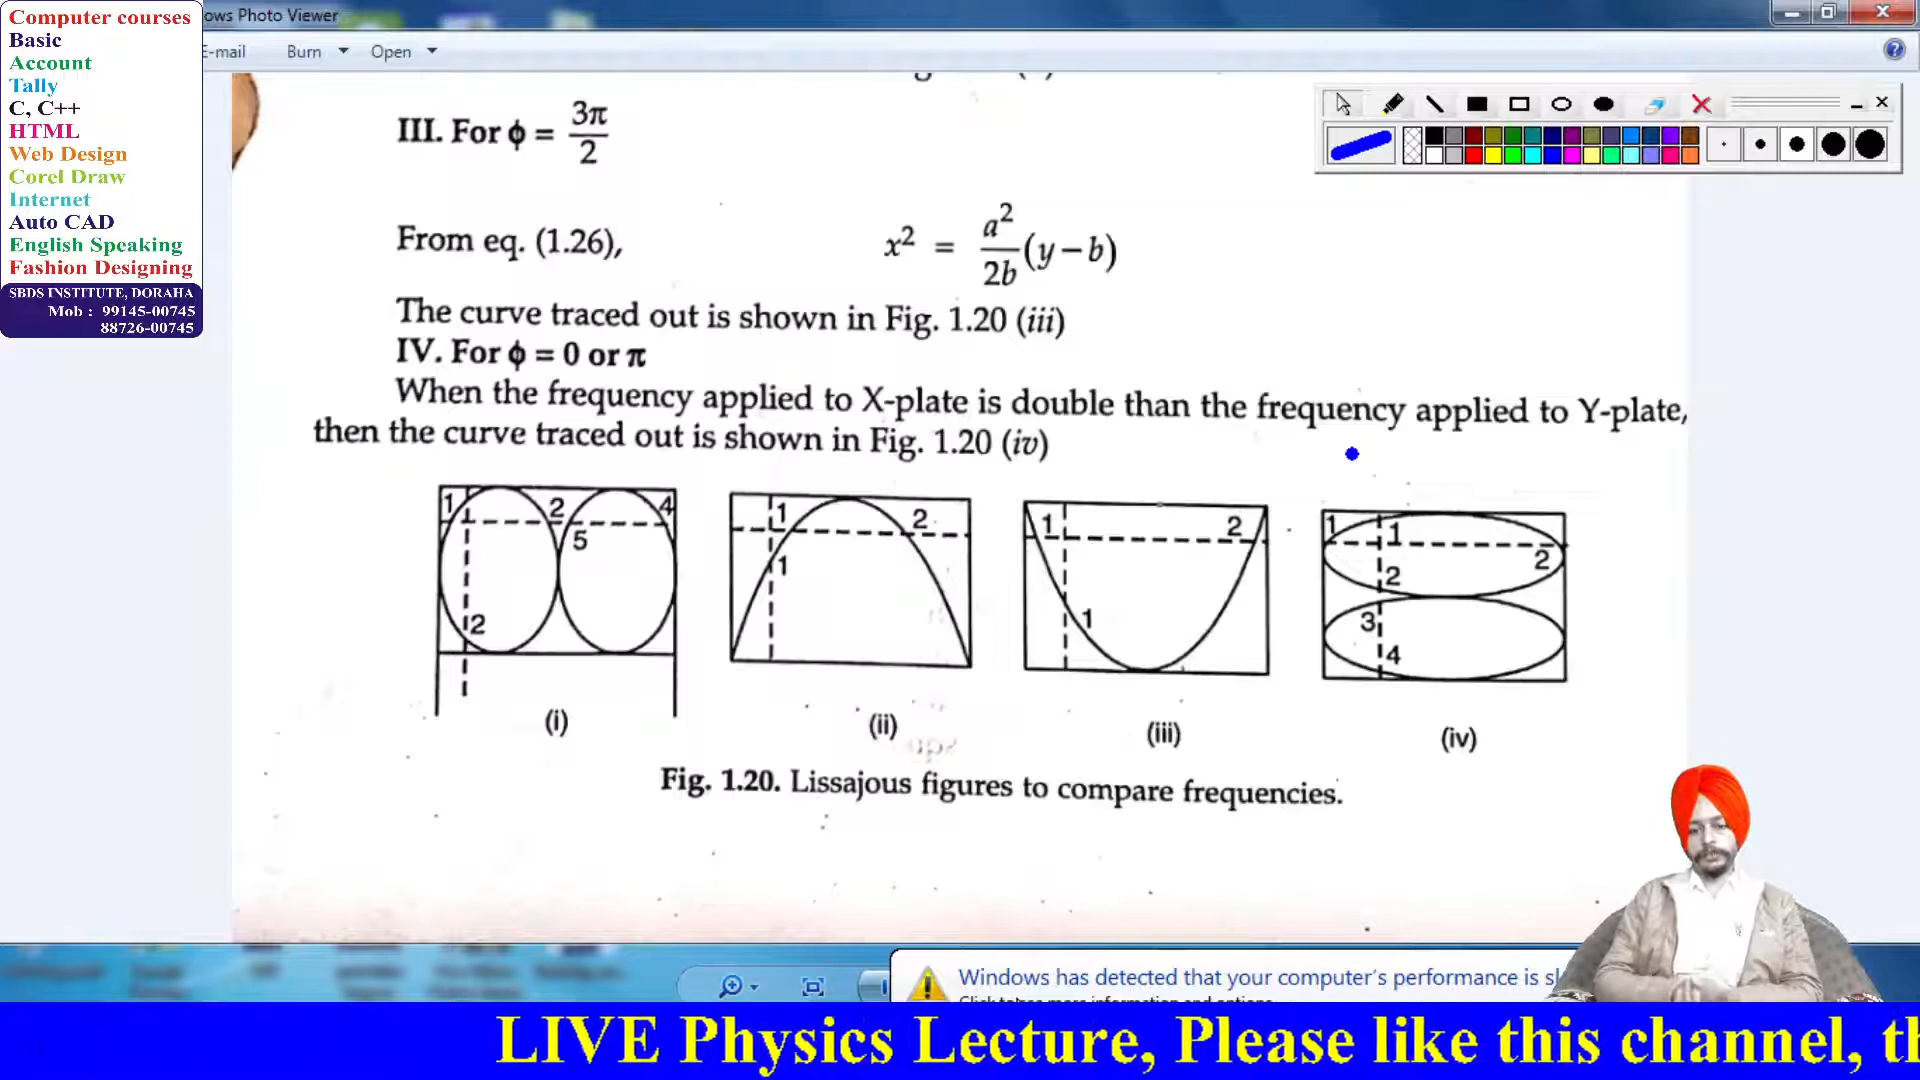 Computer courses
Basic
Account
Tally
C, C++
HTML
Web Design
Corel Draw
Internet
Auto CAD
English Speaking
Fashion Designing
SBDS INSTITUTE, DORAHA
Mob : 99145-00745
88726-00745
Photo Viewer
E-mail Burn Open
III. For ϕ = 3π/2
From eq. (1.26), x² = a²/2b (y – b)
The curve traced out is shown in Fig. 1.20 (iii)
IV. For ϕ = 0 or π
When the frequency applied to X-plate is double than the frequency applied to Y-plate,
then the curve traced out is shown in Fig. 1.20 (iv)
1 2 4
5
2
1 2
1
1 2
1
1 1
2 2
3
4
(i) (ii) (iii) (iv)
Fig. 1.20. Lissajous figures to compare frequencies.
Windows has detected that your computer's performance is
LIVE Physics Lecture, Please like this channel,